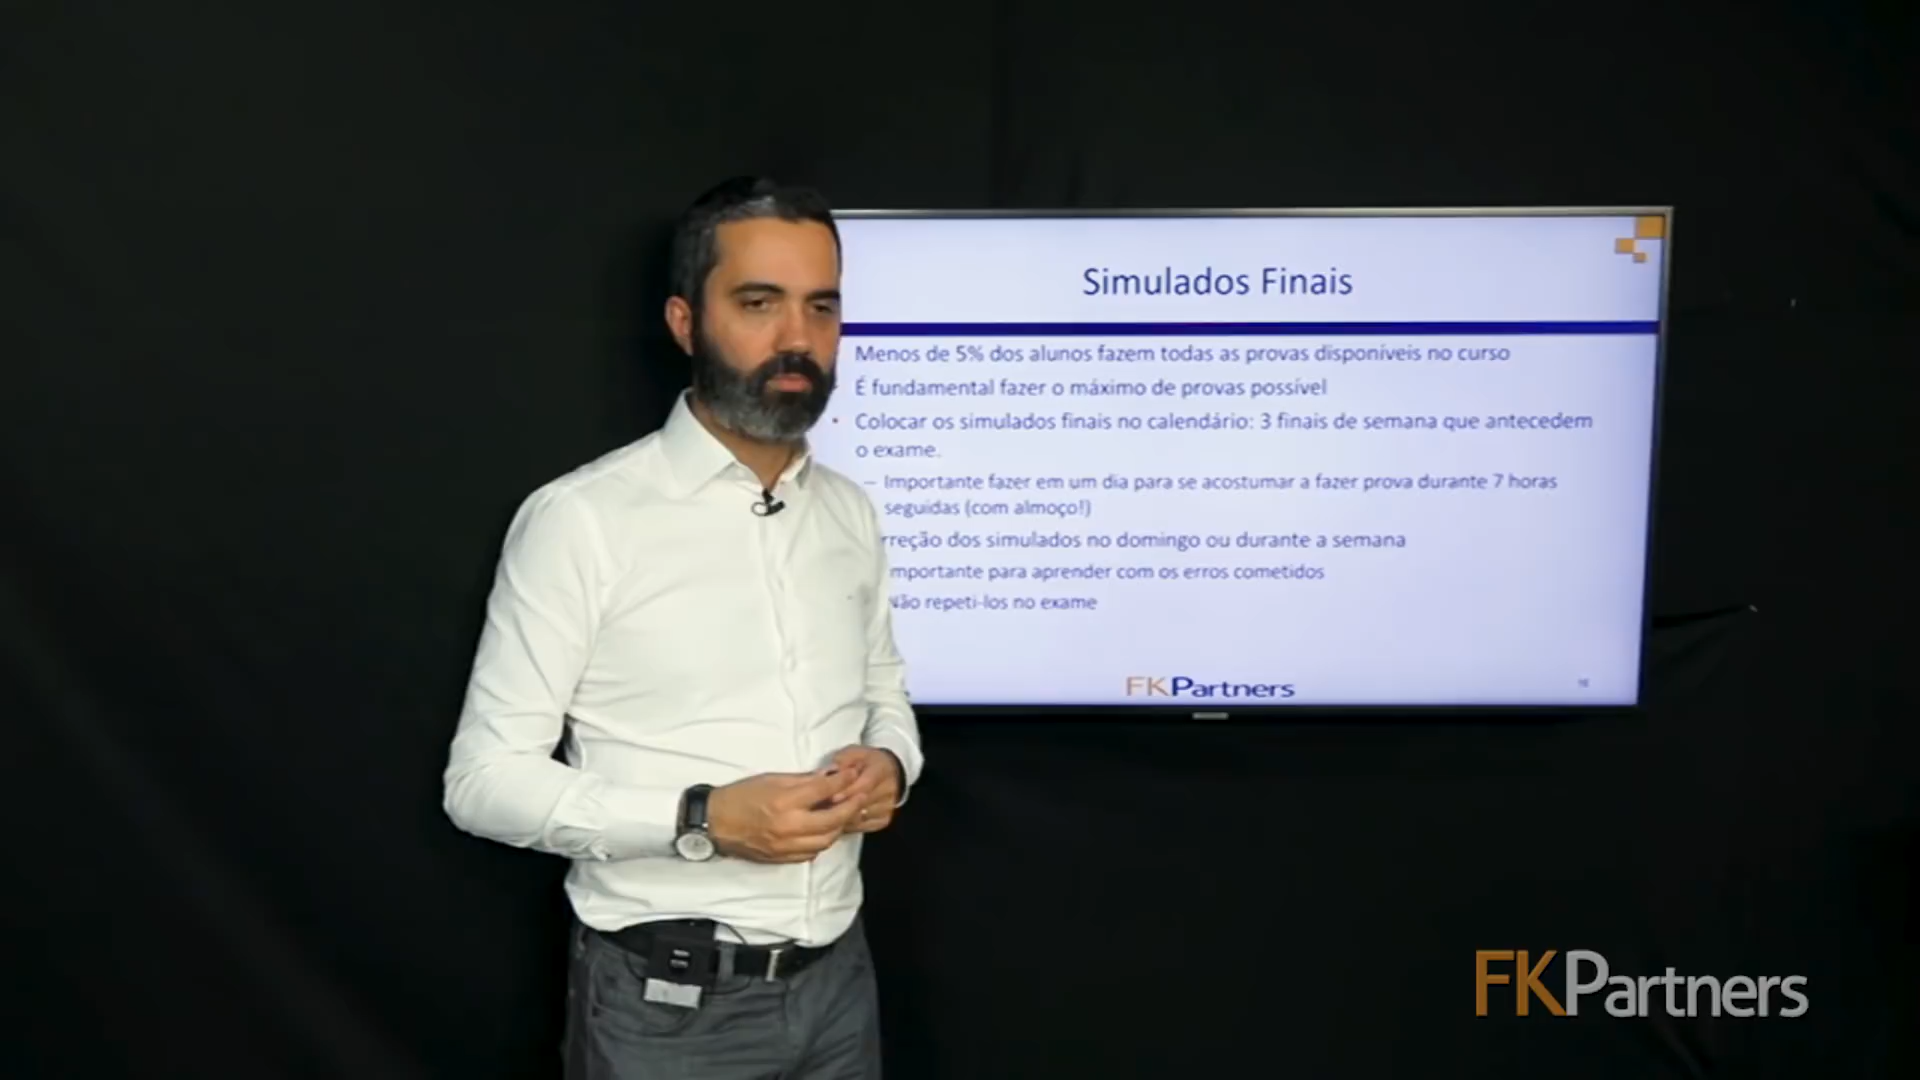 Simulados Finais
Menos de 5% dos alunos fazem todas as provas disponíveis no curso
É fundamental fazer o máximo de provas possível
• Colocar os simulados finais no calendário: 3 finais de semana que antecedem
o exame.
– Importante fazer em um dia para se acostumar a fazer prova durante 7 horas
seguidas (com almoço!)
rreção dos simulados no domingo ou durante a semana
mportante para aprender com os erros cometidos
Não repeti-los no exame
FKPartners
FKPartners